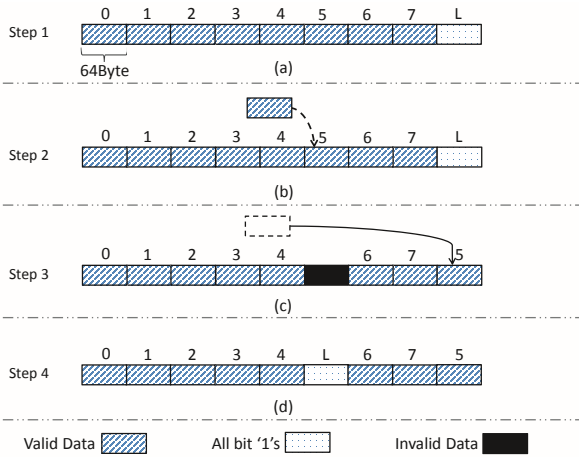 0 1 2 3 4 5 6 7 L
Step 1
64Byte
(a)
0 1 2 3 4 5 6 7 L
Step 2
(b)
0 1 2 3 4 6 7 5
Step 3
(c)
0 1 2 3 4 L 6 7 5
Step 4
(d)
Valid Data All bit '1's Invalid Data